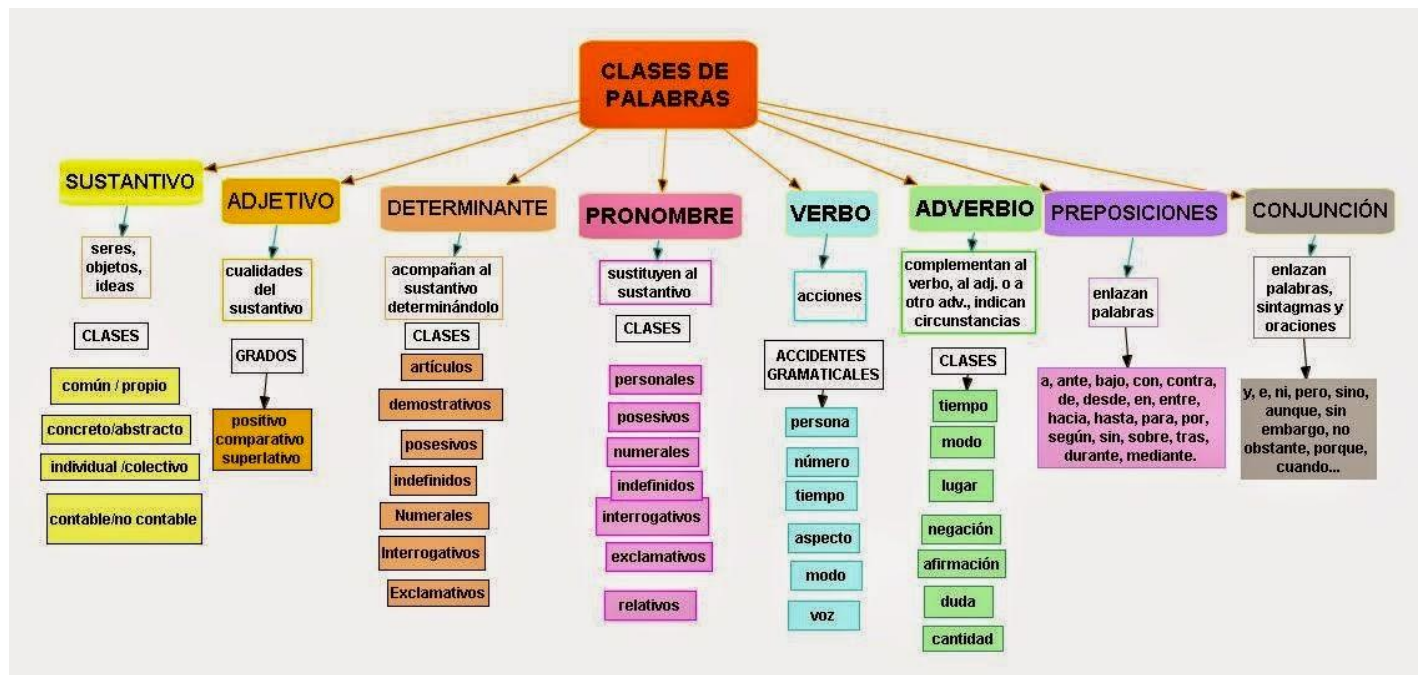 CLASES DE
PALABRAS
SUSTANTIVO
seres,
objetos,
ideas
CLASES
común / propio
concreto/abstracto
individual /colectivo
contable/no contable
ADJETIVO
cualidades
del
sustantivo
GRADOS
positivo
comparativo
superlativo
DETERMINANTE
acompañan al
sustantivo
determinándolo
CLASES
artículos
demostrativos
posesivos
indefinidos
Numerales
Interrogativos
Exclamativos
PRONOMBRE
sustituyen al
sustantivo
CLASES
personales
posesivos
numerales
indefinidos
interrogativos
exclamativos
relativos
VERBO
acciones
ACCIDENTES
GRAMATICALES
persona
número
tiempo
aspecto
modo
voz
ADVERBIO
complementan al
verbo, al adj. o a
otro adv., indican
circunstancias
CLASES
tiempo
modo
lugar
negación
afirmación
duda
cantidad
PREPOSICIONES
enlazan
palabras
a, ante, bajo, con, contra,
de, desde, en, entre,
hacia, hasta, para, por,
según, sin, sobre, tras,
durante, mediante.
CONJUNCIÓN
enlazan
palabras,
sintagmas y
oraciones
y, e, ni, pero, sino,
aunque, sin
embargo, no
obstante, porque,
cuando...